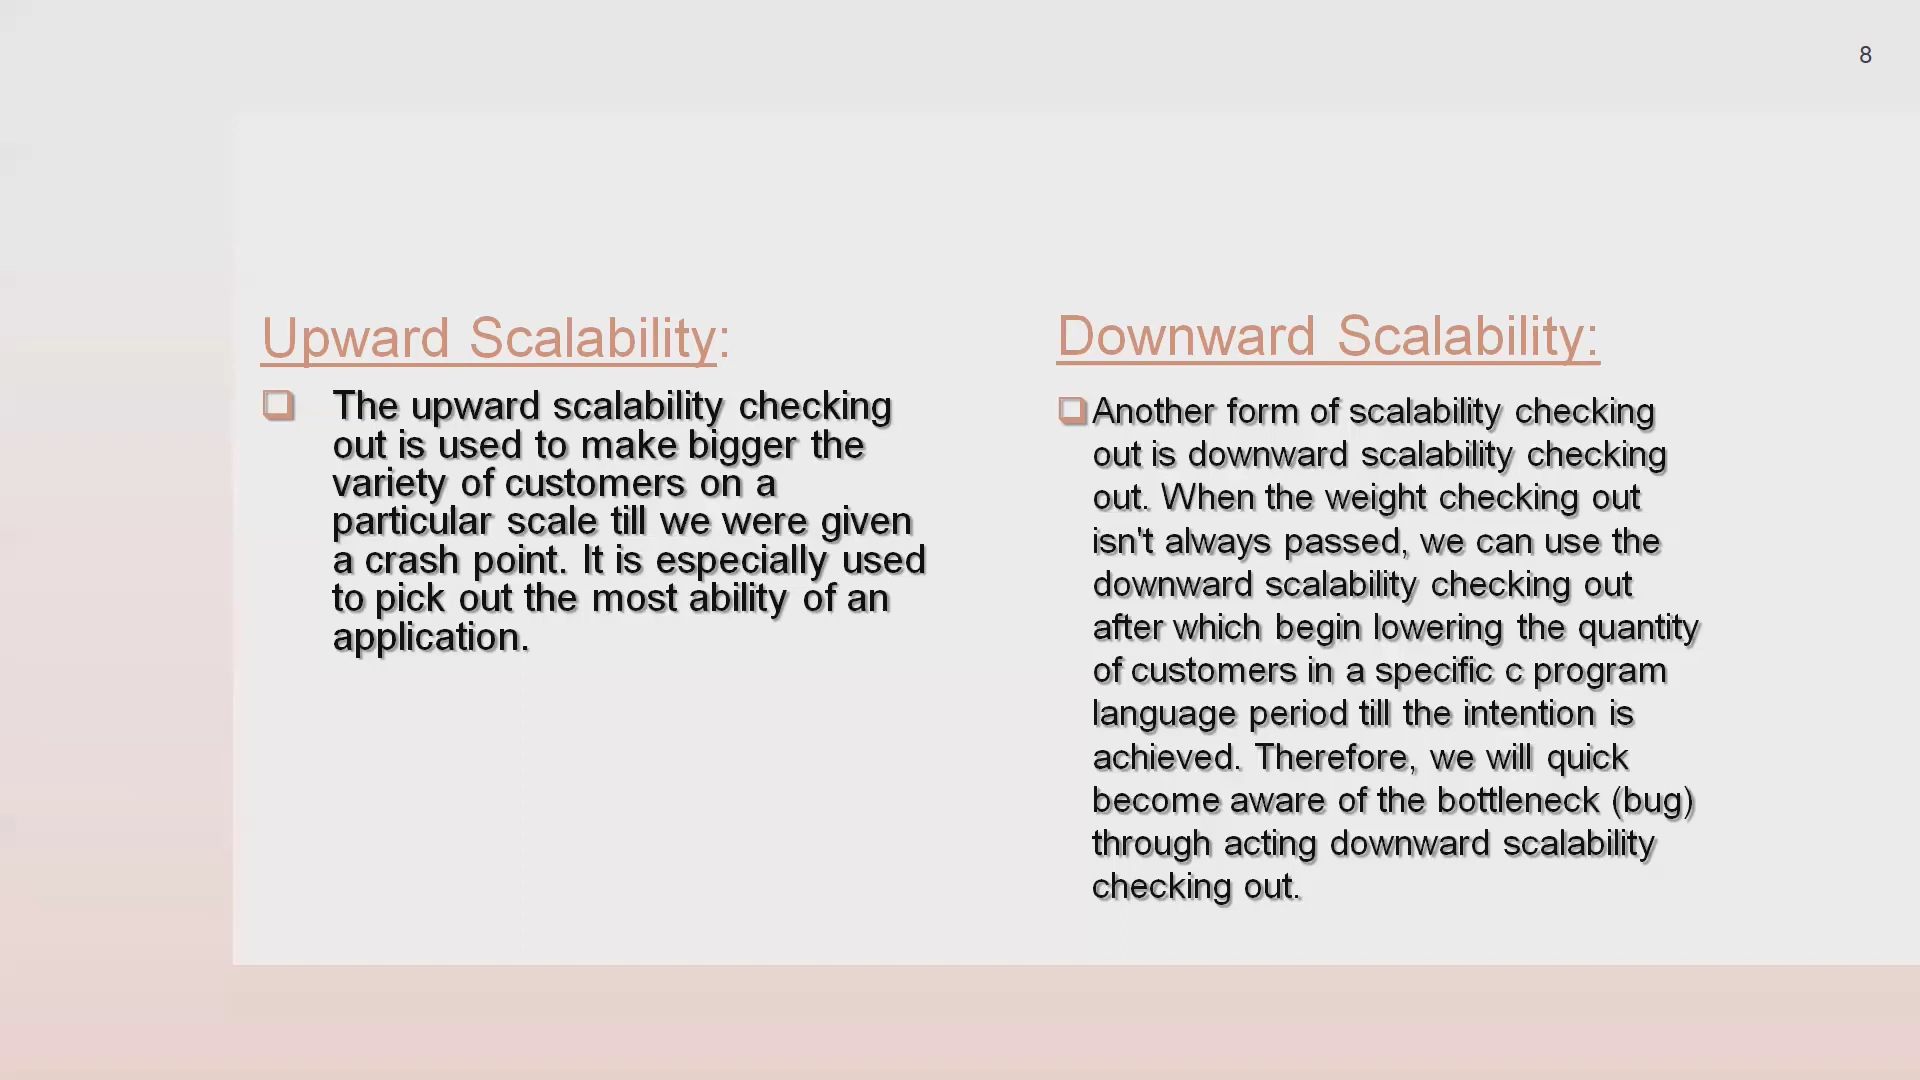 8
Upward Scalability:
The upward scalability checking
out is used to make bigger the
variety of customers on a
particular scale till we were given
a crash point. It is especially used
to pick out the most ability of an
application.
Downward Scalability:
Another form of scalability checking
out is downward scalability checking
out. When the weight checking out
isn't always passed, we can use the
downward scalability checking out
after which begin lowering the quantity
of customers in a specific c program
language period till the intention is
achieved. Therefore, we will quick
become aware of the bottleneck (bug)
through acting downward scalability
checking out.